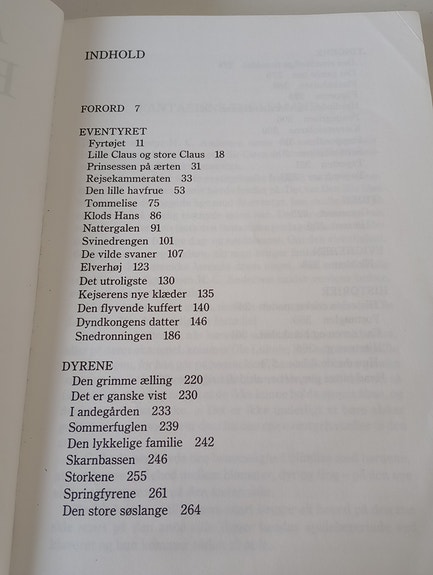 INDHOLD
FORORD 7
EVENTYRET
Fyrtøjet 11
Lille Claus og store Claus 18
Prinsessen på ærten 31
Rejsekammeraten 33
Den lille havfrue 53
Tommelise 75
Klods Hans 86
Nattergalen 91
Svinedrengen 101
De vilde svaner 107
Elverhøj 123
Det utroligste 130
Kejserens nye klæder 135
Den flyvende kuffert 140
Dyndkongens datter 146
Snedronningen 186
DYRENE
Den grimme ælling 220
Det er ganske vist 230
I andegården 233
Sommerfuglen 239
Den lykkelige familie 242
Skarnbassen 246
Storkene 255
Springfyrene 261
Den store søslange 264